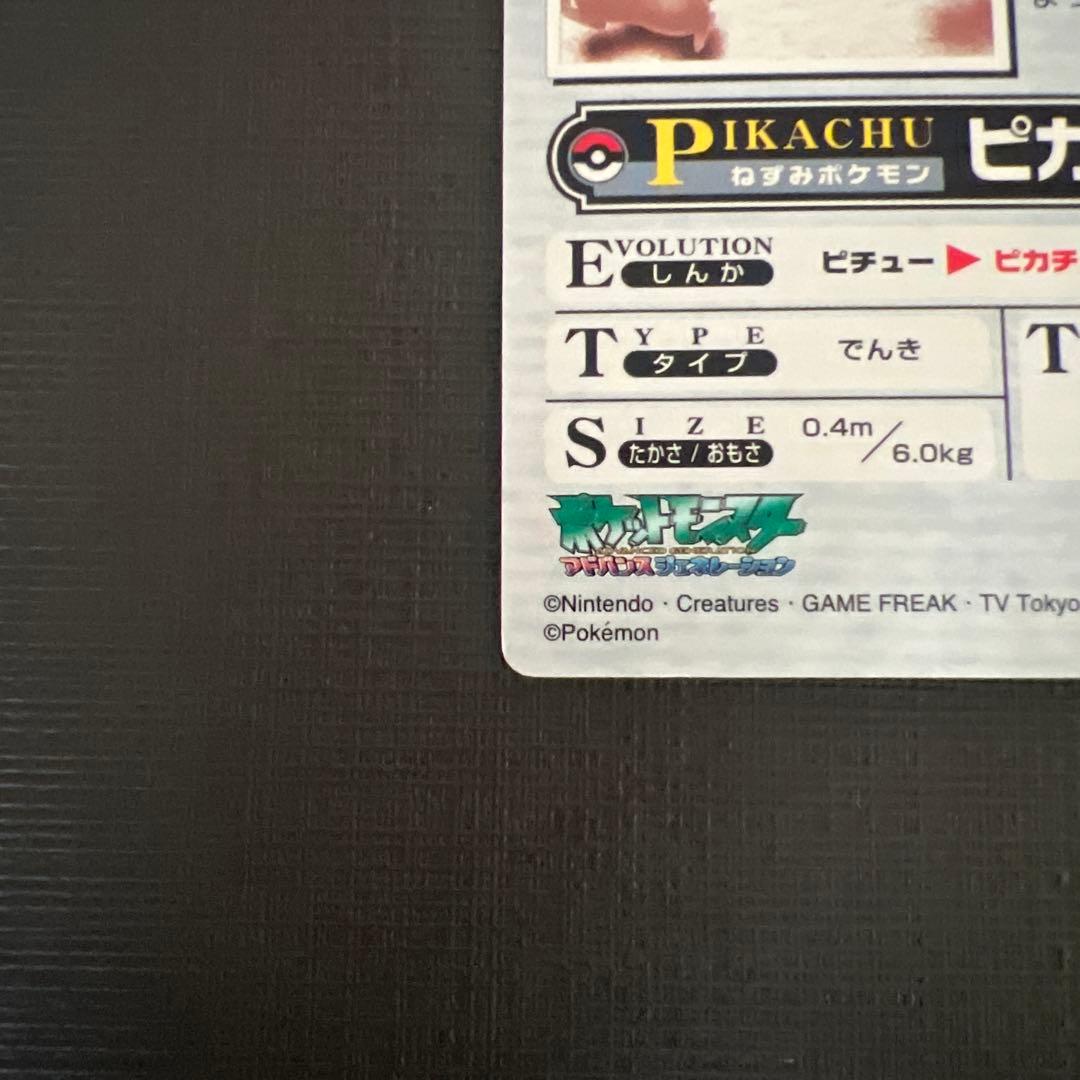 PIKACHU
ねずみポケモン
ピカ
EVOLUTION
しんか
ピチュー ▶ ピカチ
TYPE
タイプ
でんき
T
SIZE
たかさ / おもさ
0.4m/6.0kg
ポケットモンスター
ADVANCED GENERATION
アドバンスジェネレーション
©Nintendo・Creatures・GAME FREAK・TV Tokyo
©Pokémon